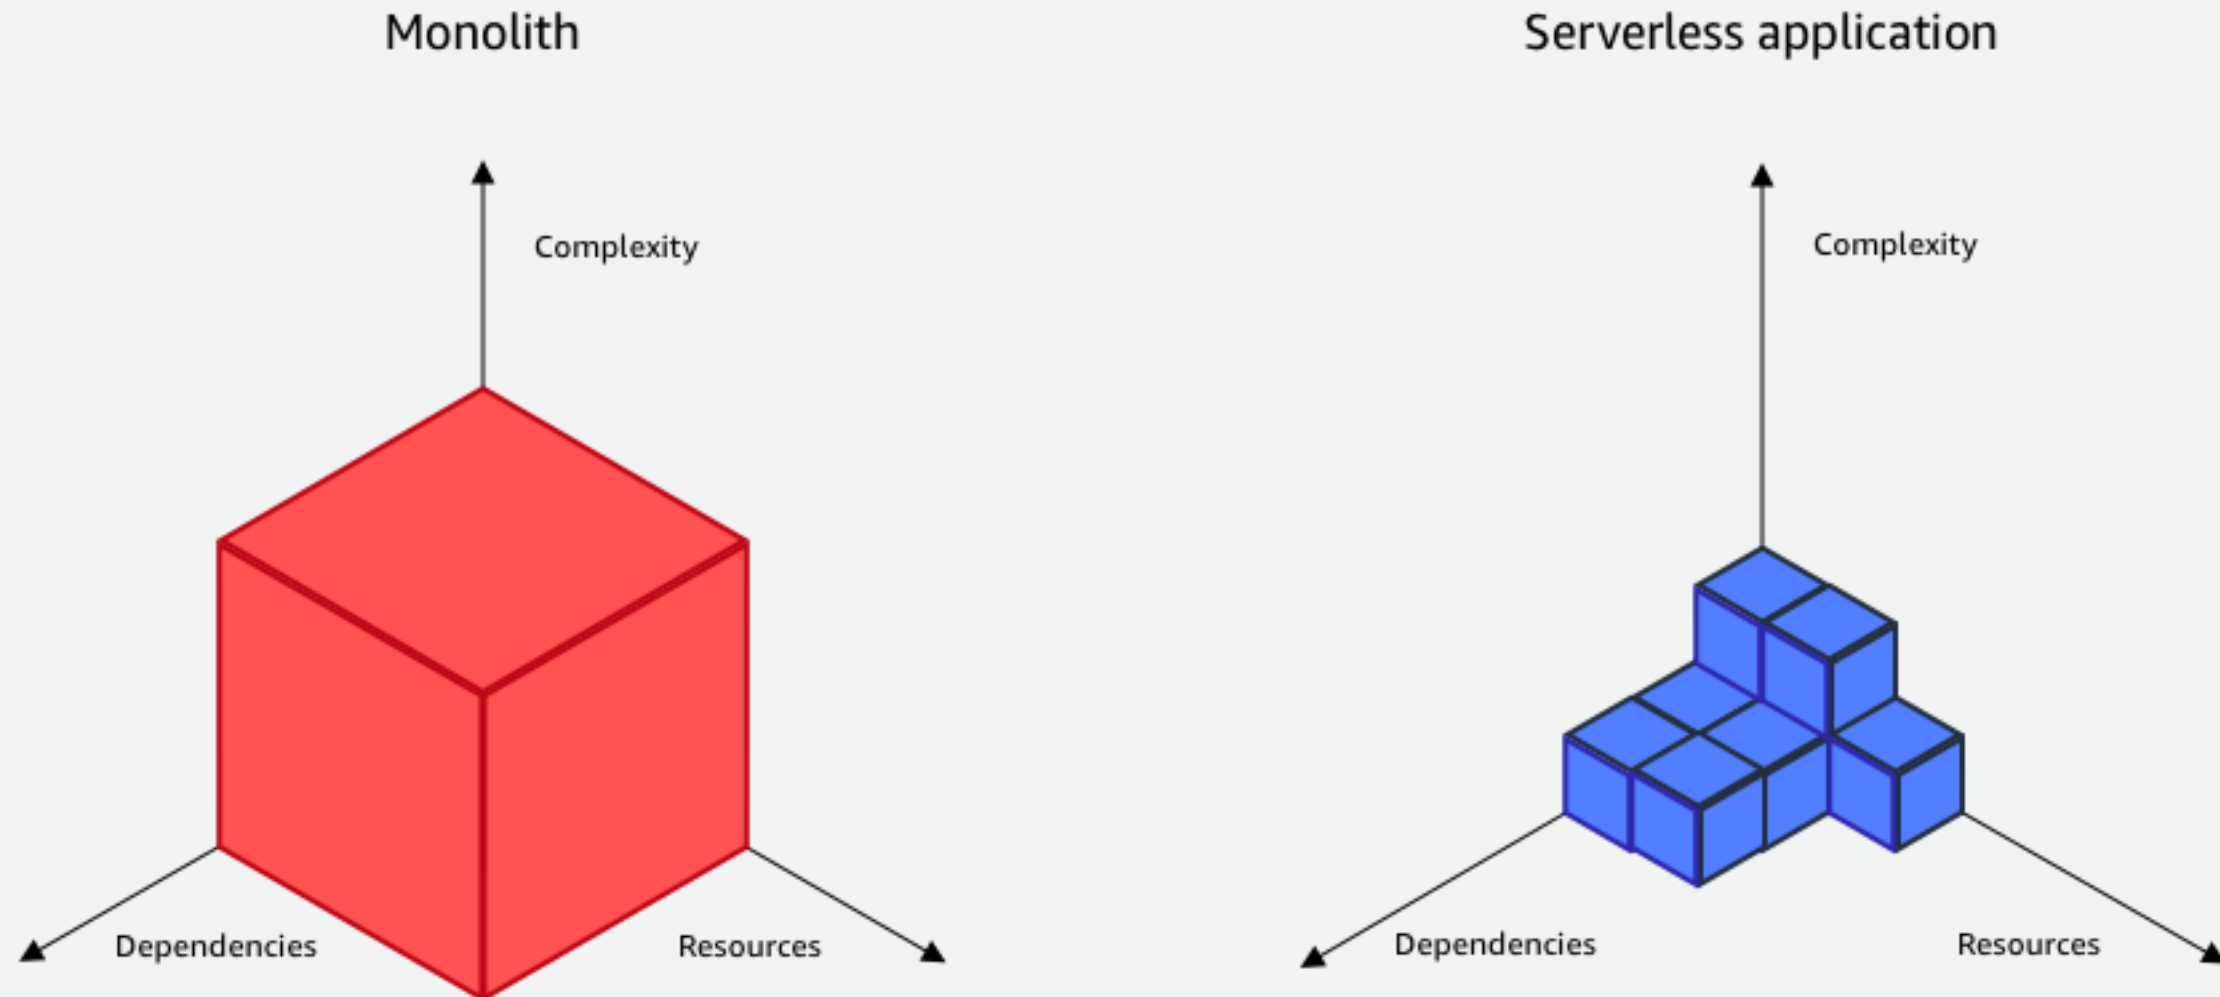 Monolith
Serverless application
Complexity
Complexity
Dependencies
Resources
Dependencies
Resources